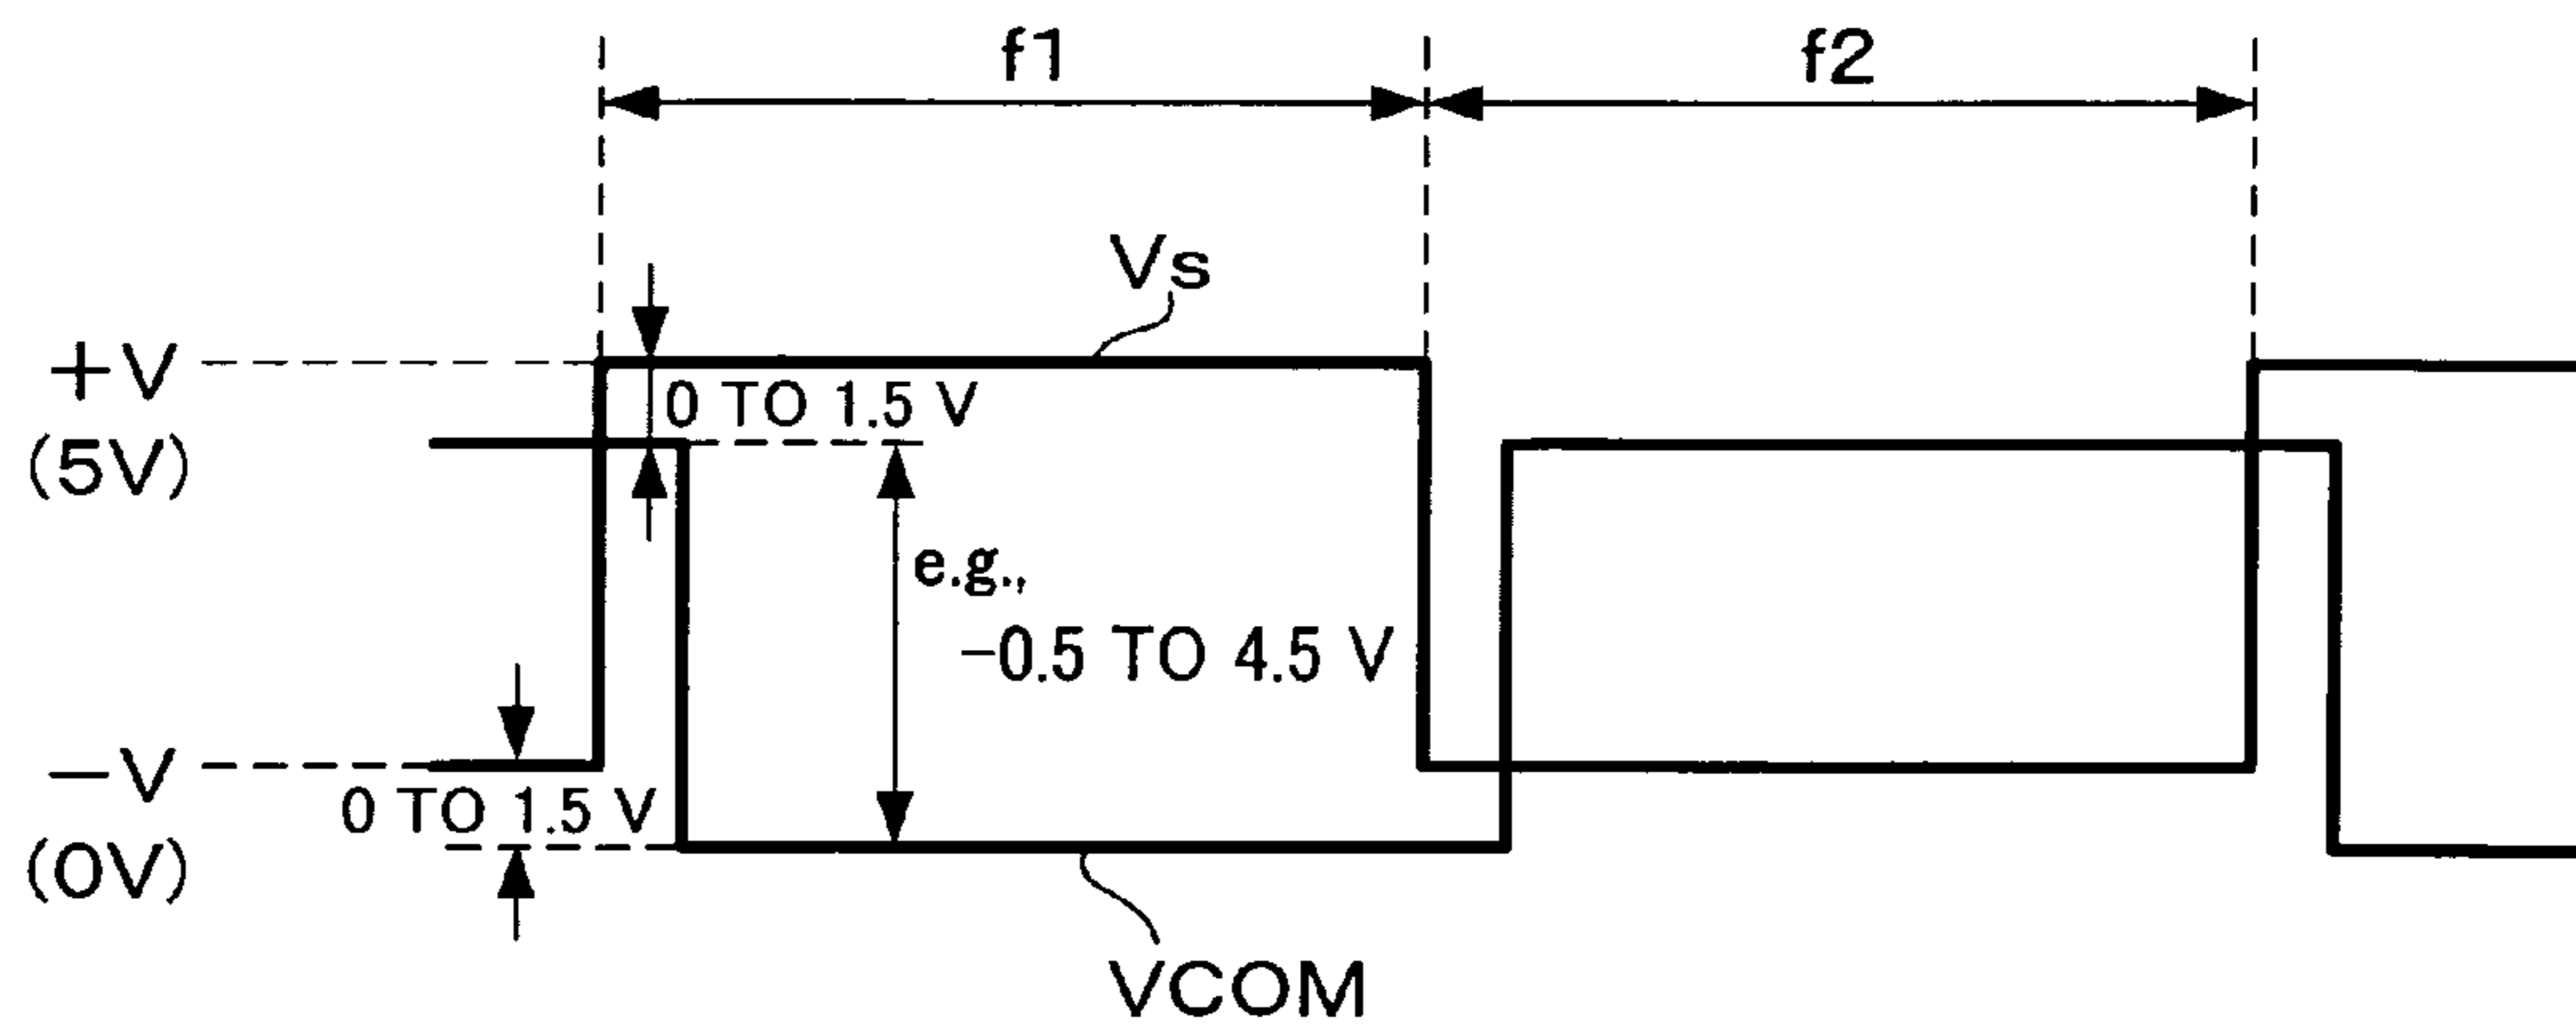 f1
f2
Vs
+V
(5V)
0 TO 1.5 V
e.g.,
−0.5 TO 4.5 V
−V
(0V)
0 TO 1.5 V
VCOM